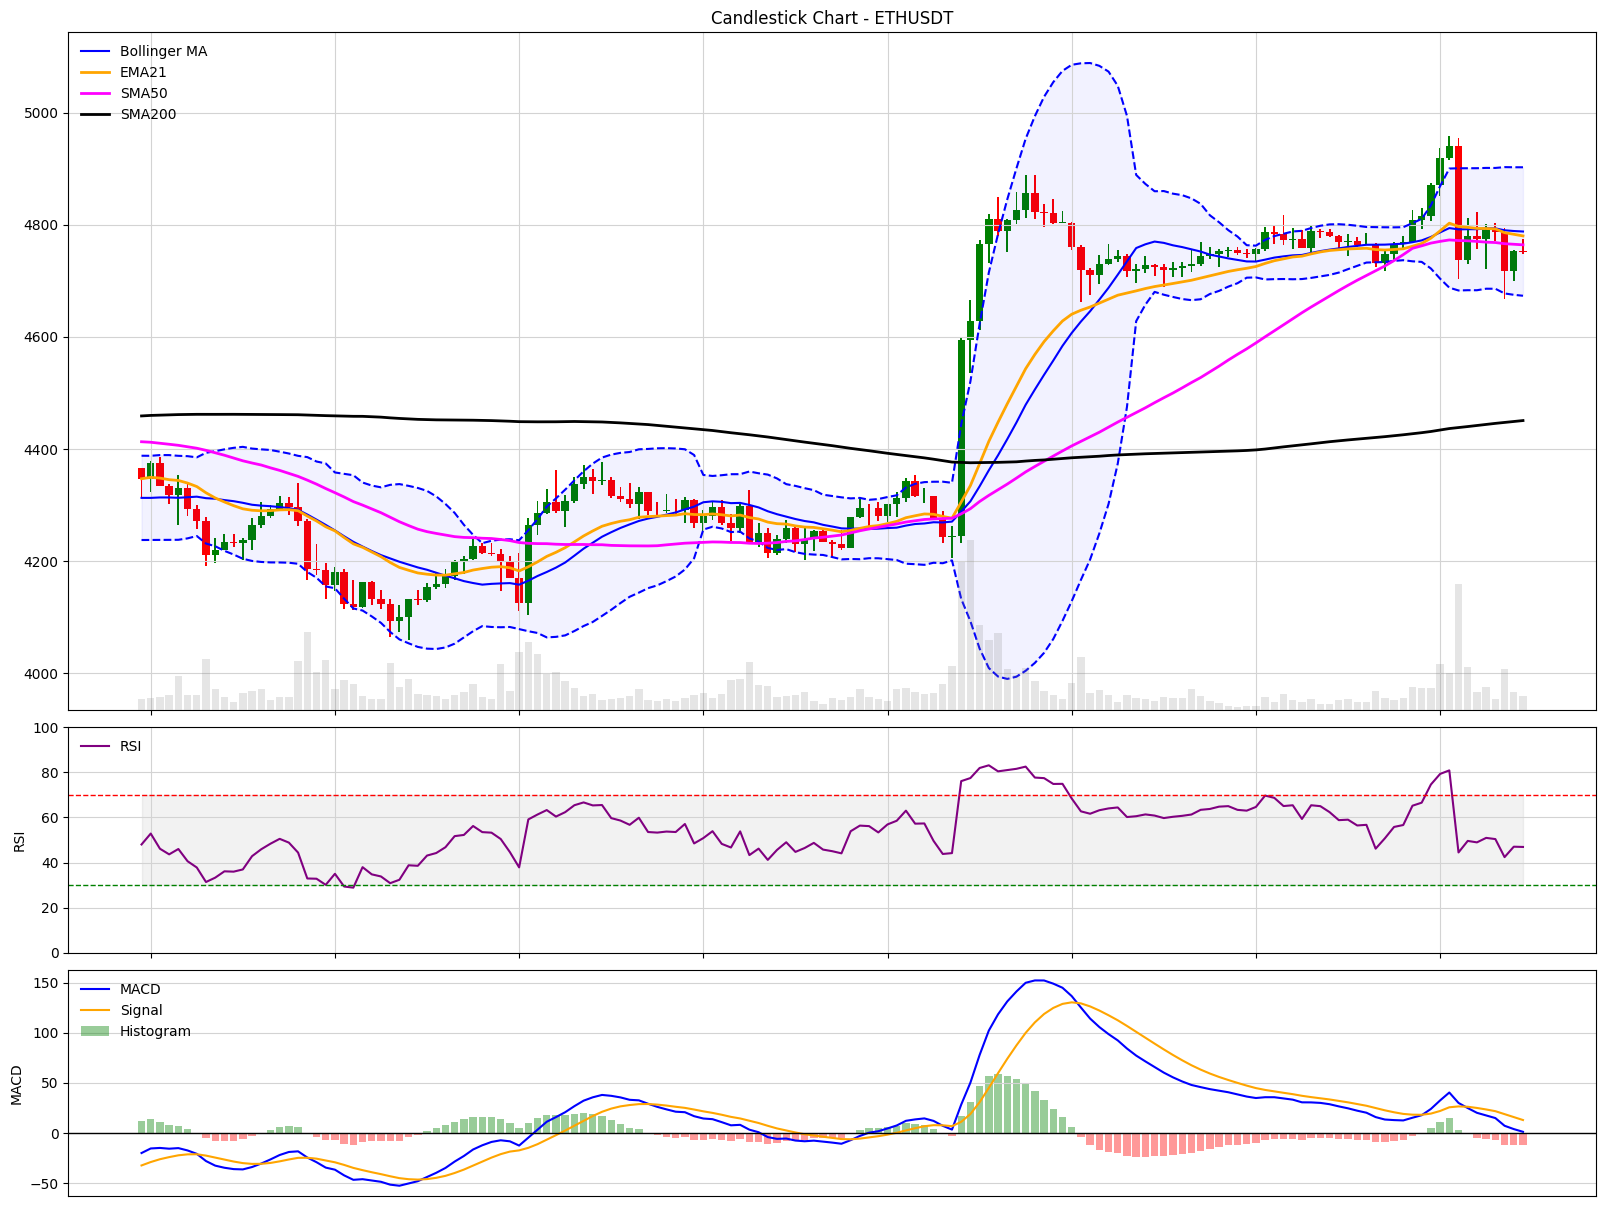 Candlestick Chart - ETHUSDT
Bollinger MA
EMA21
SMA50
SMA200
5000
4800
4600
4400
4200
4000
RSI
100
80
60
40
20
0
RSI
MACD
Signal
Histogram
150
100
50
0
−50
MACD